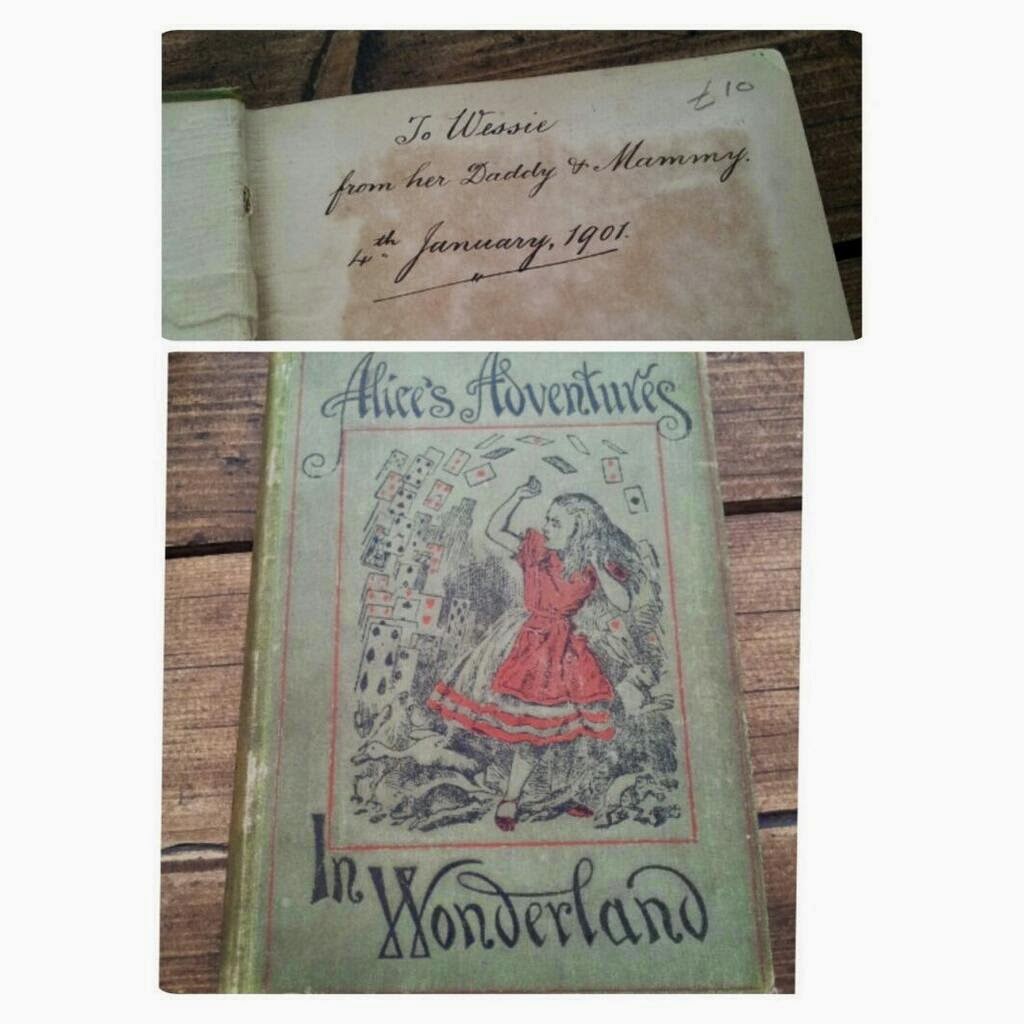 £10
To Wessie
from her Daddy & Mammy.
4th January, 1901.
Alice's Adventures
In Wonderland